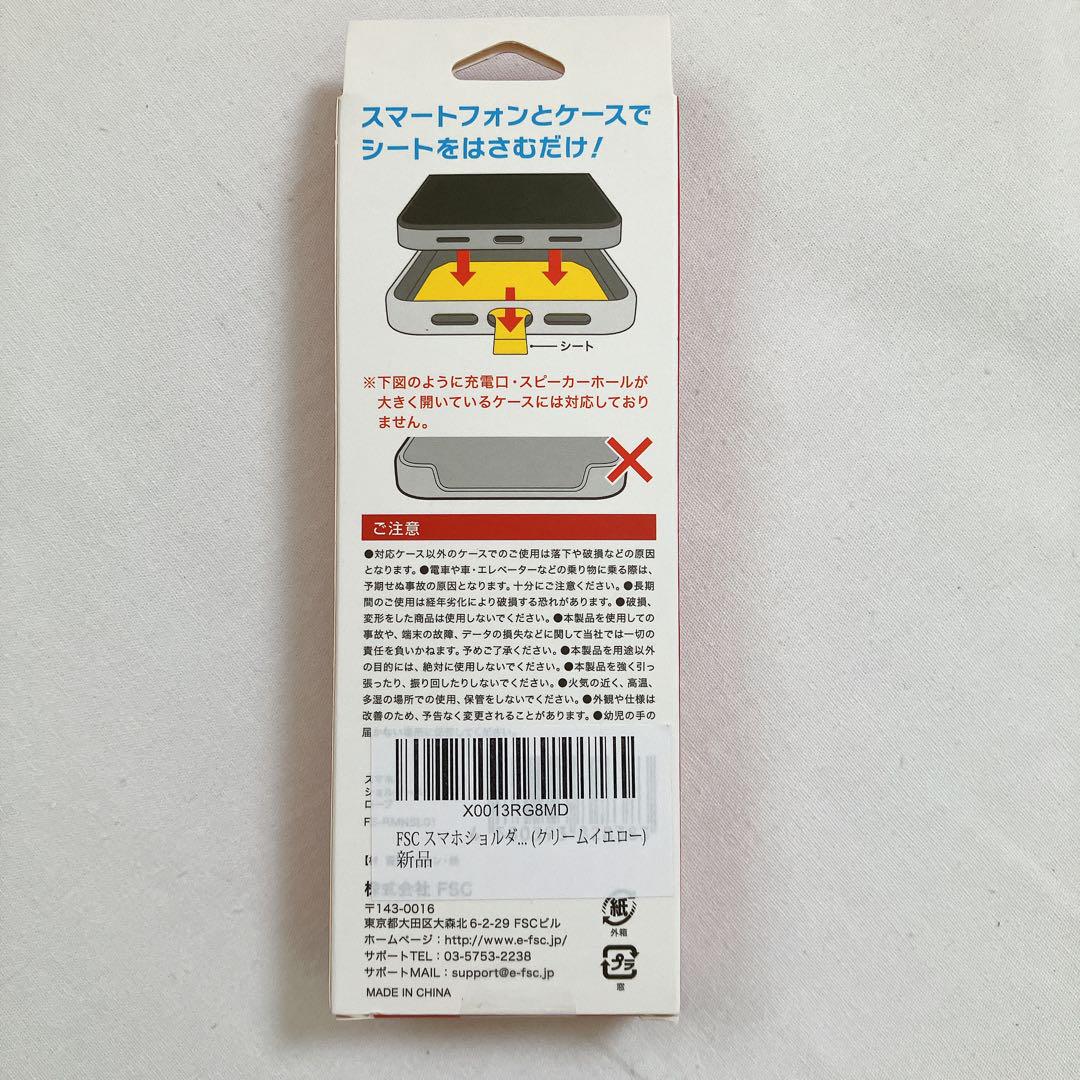 スマートフォンとケースで
シートをはさむだけ!
シート
※下図のように充電口・スピーカーホールが
大きく開いているケースには対応しており
ません。
ご注意
●対応ケース以外のケースでのご使用は落下や破損などの原因
となります。●電車や車・エレベーターなどの乗り物に乗る際は、
予期せぬ事故の原因となります。十分にご注意ください。●長期
間のご使用は経年劣化により破損する恐れがあります。●破損、
変形をした商品は使用しないでください。●本製品を使用しての
事故や、端末の故障、データの損失などに関して当社では一切の
責任を負いかねます。予めご了承ください。●本製品を用途以外
の目的には、絶対に使用しないでください。●本製品を強く引っ
張ったり、振り回したりしないでください。●火気の近く、高温、
多湿の場所での使用、保管をしないでください。●外観や仕様は
改善のため、予告なく変更されることがあります。●幼児の手の
届かない場所に保管してください。
X0013RG8MD
FSC スマホショルダ... (クリームイエロー)
新品
株式会社 FSC
〒143-0016
東京都大田区大森北6-2-29 FSCビル
ホームページ:http://www.e-fsc.jp/
サポートTEL:03-5753-2238
サポートMAIL:support@e-fsc.jp
MADE IN CHINA
紙
外箱
プラ
窓